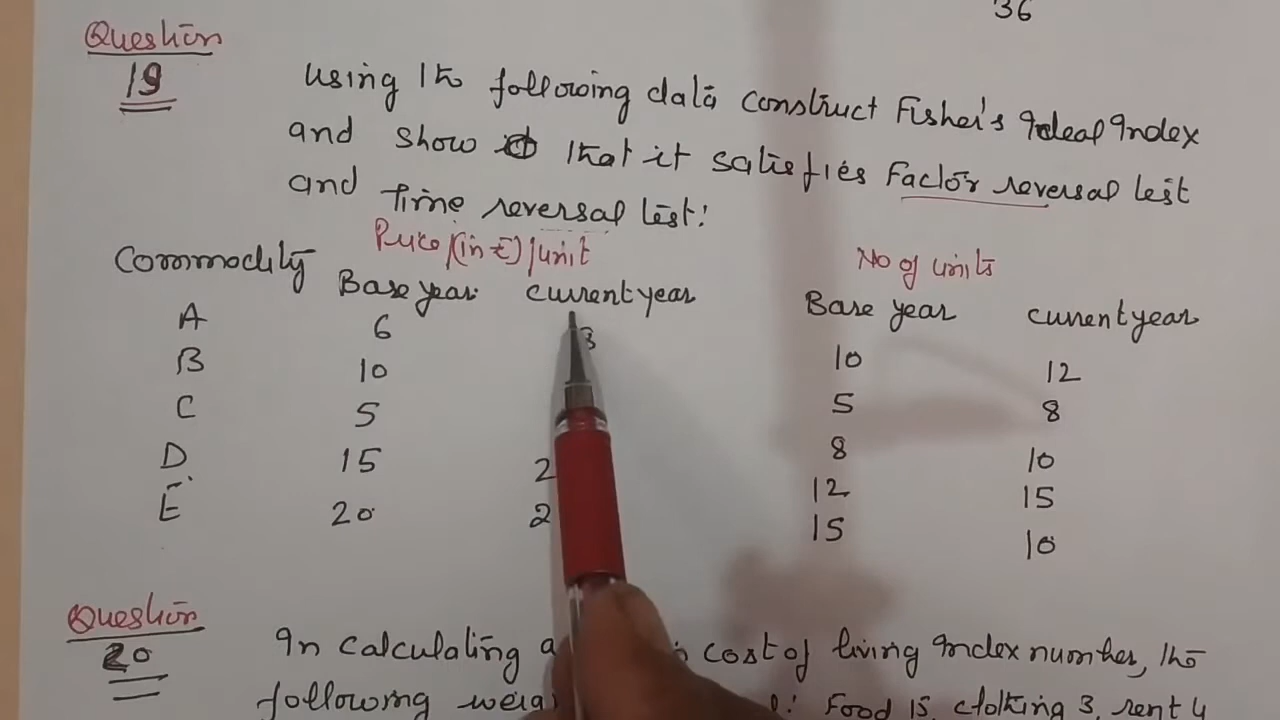 36
Question
19
Using the following data construct Fisher's Ideal Index
and show that it satisfies Factor reversal test
and Time reversal test:
Commodity Price (in ₹)/unit No of units
Base year Current year Base year Current year
A 6 10 12
B 10 5 8
C 5 8 10
D 15 2 12 15
E 20 2 15 10
Question
20
In calculating a cost of living Index number, the
following Food 15, clothing 3, rent 4